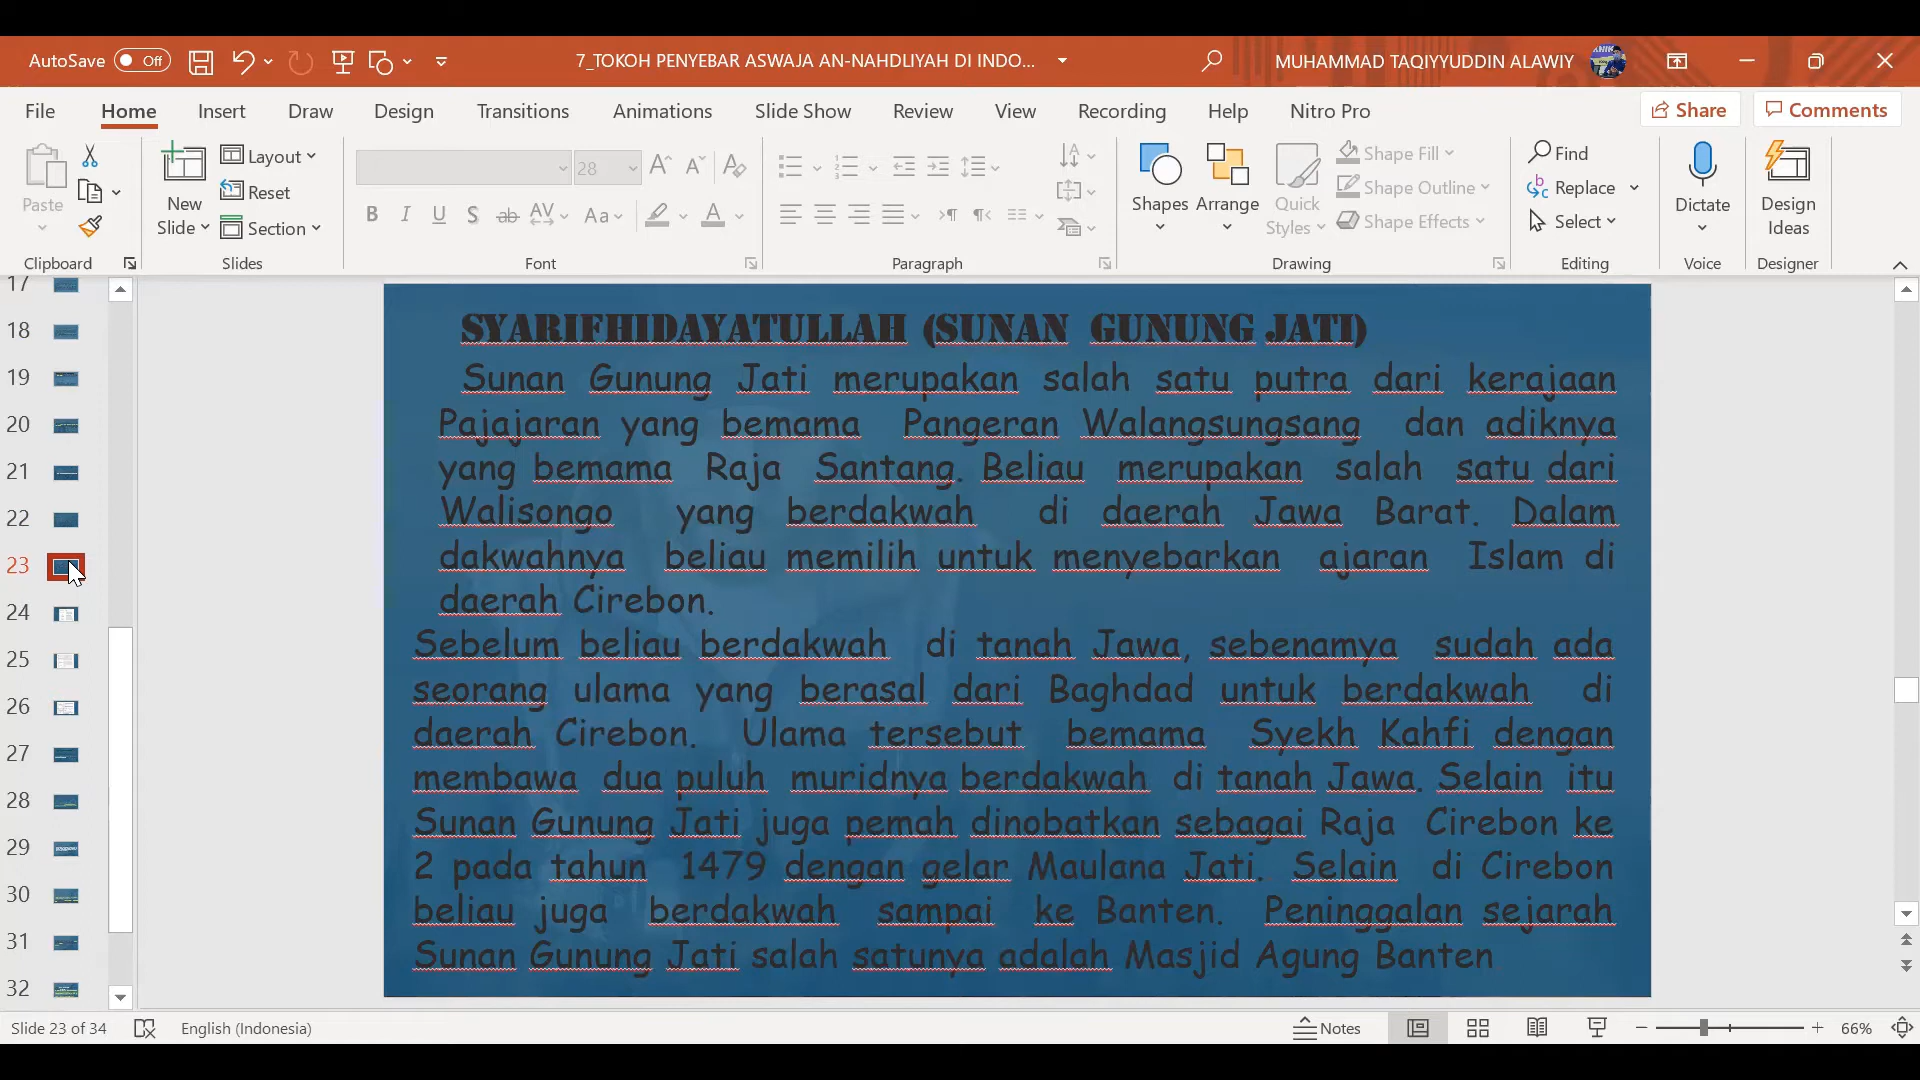 AutoSave Off
7_TOKOH PENYEBAR ASWAJA AN-NAHDLIYAH DI INDO...
MUHAMMAD TAQIYYUDDIN ALAWIY
File Home Insert Draw Design Transitions Animations Slide Show Review View Recording Help Nitro Pro Share Comments
Paste
New Slide
Layout
Reset
Section
28
Shapes
Arrange
Quick Styles
Shape Fill
Shape Outline
Shape Effects
Find
Replace
Select
Dictate
Design Ideas
Clipboard Slides Font Paragraph Drawing Editing Voice Designer
17
18
19
20
21
22
23
24
25
26
27
28
29
30
31
32
SYARIFHIDAYATULLAH (SUNAN GUNUNG JATI)
Sunan Gunung Jati merupakan salah satu putra dari kerajaan
Pajajaran yang bemama Pangeran Walangsungsang dan adiknya
yang bemama Raja Santang. Beliau merupakan salah satu dari
Walisongo yang berdakwah di daerah Jawa Barat. Dalam
dakwahnya beliau memilih untuk menyebarkan ajaran Islam di
daerah Cirebon.
Sebelum beliau berdakwah di tanah Jawa, sebenamya sudah ada
seorang ulama yang berasal dari Baghdad untuk berdakwah di
daerah Cirebon. Ulama tersebut bemama Syekh Kahfi dengan
membawa dua puluh muridnya berdakwah di tanah Jawa. Selain itu
Sunan Gunung Jati juga pemah dinobatkan sebagai Raja Cirebon ke
2 pada tahun 1479 dengan gelar Maulana Jati. Selain di Cirebon
beliau juga berdakwah sampai ke Banten. Peninggalan sejarah
Sunan Gunung Jati salah satunya adalah Masjid Agung Banten
Slide 23 of 34 English (Indonesia) Notes 66%